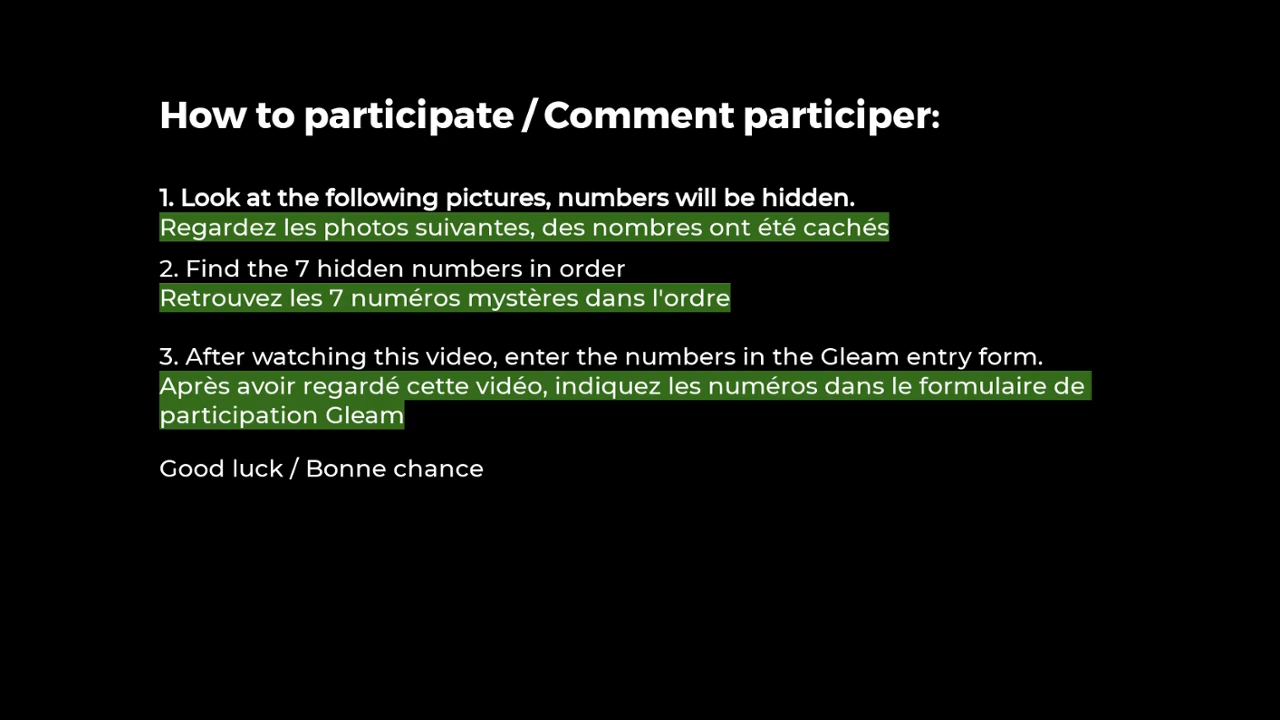 How to participate / Comment participer:
1. Look at the following pictures, numbers will be hidden.
Regardez les photos suivantes, des nombres ont été cachés
2. Find the 7 hidden numbers in order
Retrouvez les 7 numéros mystères dans l'ordre
3. After watching this video, enter the numbers in the Gleam entry form.
Après avoir regardé cette vidéo, indiquez les numéros dans le formulaire de
participation Gleam
Good luck / Bonne chance